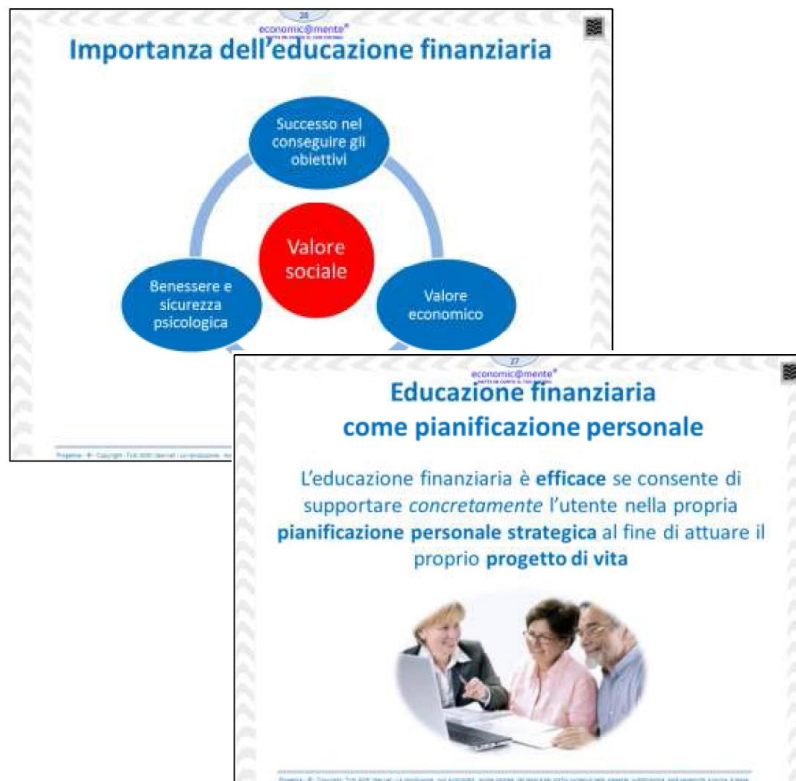 28
economic@mente®
Importanza dell'educazione finanziaria
Successo nel
conseguire gli
obiettivi
Valore
sociale
Benessere e
sicurezza
psicologica
Valore
economico
27
economic@mente®
Educazione finanziaria
come pianificazione personale
L'educazione finanziaria è efficace se consente di
supportare concretamente l'utente nella propria
pianificazione personale strategica al fine di attuare il
proprio progetto di vita